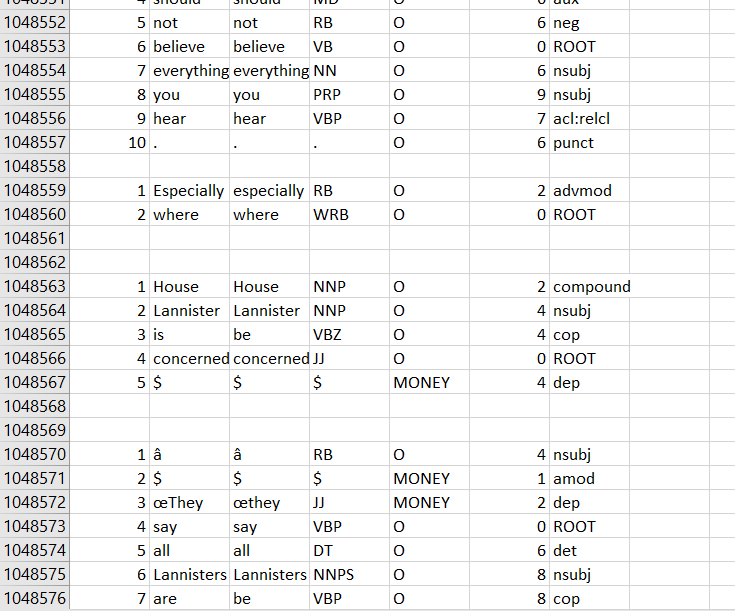 1048551 4 should should MD O 6 aux
1048552 5 not not RB O 6 neg
1048553 6 believe believe VB O 0 ROOT
1048554 7 everything everything NN O 6 nsubj
1048555 8 you you PRP O 9 nsubj
1048556 9 hear hear VBP O 7 acl:relcl
1048557 10 . . . O 6 punct
1048558
1048559 1 Especially especially RB O 2 advmod
1048560 2 where where WRB O 0 ROOT
1048561
1048562
1048563 1 House House NNP O 2 compound
1048564 2 Lannister Lannister NNP O 4 nsubj
1048565 3 is be VBZ O 4 cop
1048566 4 concerned concerned JJ O 0 ROOT
1048567 5 $ $ $ MONEY 4 dep
1048568
1048569
1048570 1 â â RB O 4 nsubj
1048571 2 $ $ $ MONEY 1 amod
1048572 3 œThey œthey JJ MONEY 2 dep
1048573 4 say say VBP O 0 ROOT
1048574 5 all all DT O 6 det
1048575 6 Lannisters Lannisters NNPS O 8 nsubj
1048576 7 are be VBP O 8 cop